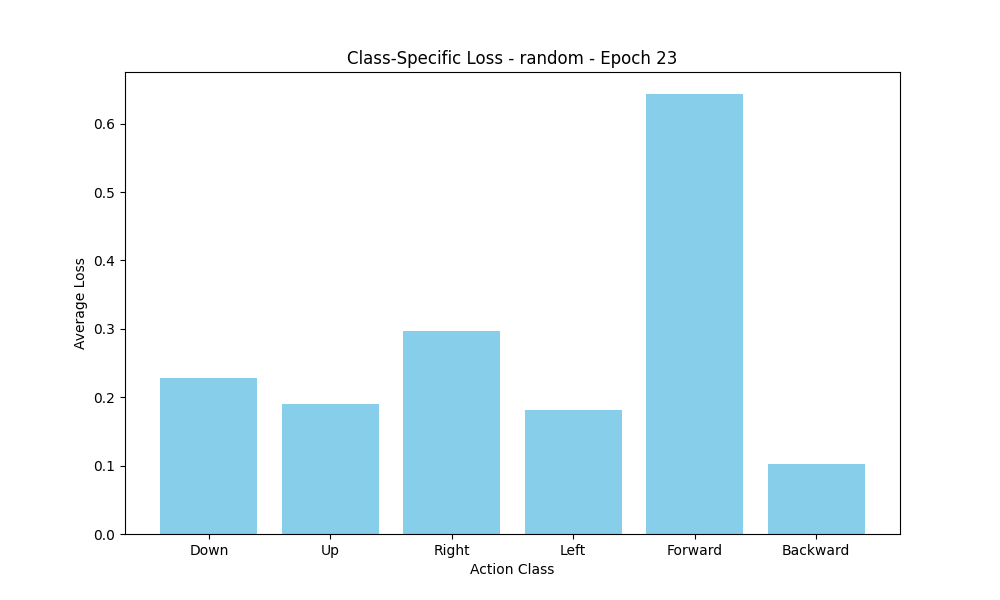 Class-Specific Loss - random - Epoch 23
Average Loss
0.6
0.5
0.4
0.3
0.2
0.1
0.0
Down Up Right Left Forward Backward
Action Class